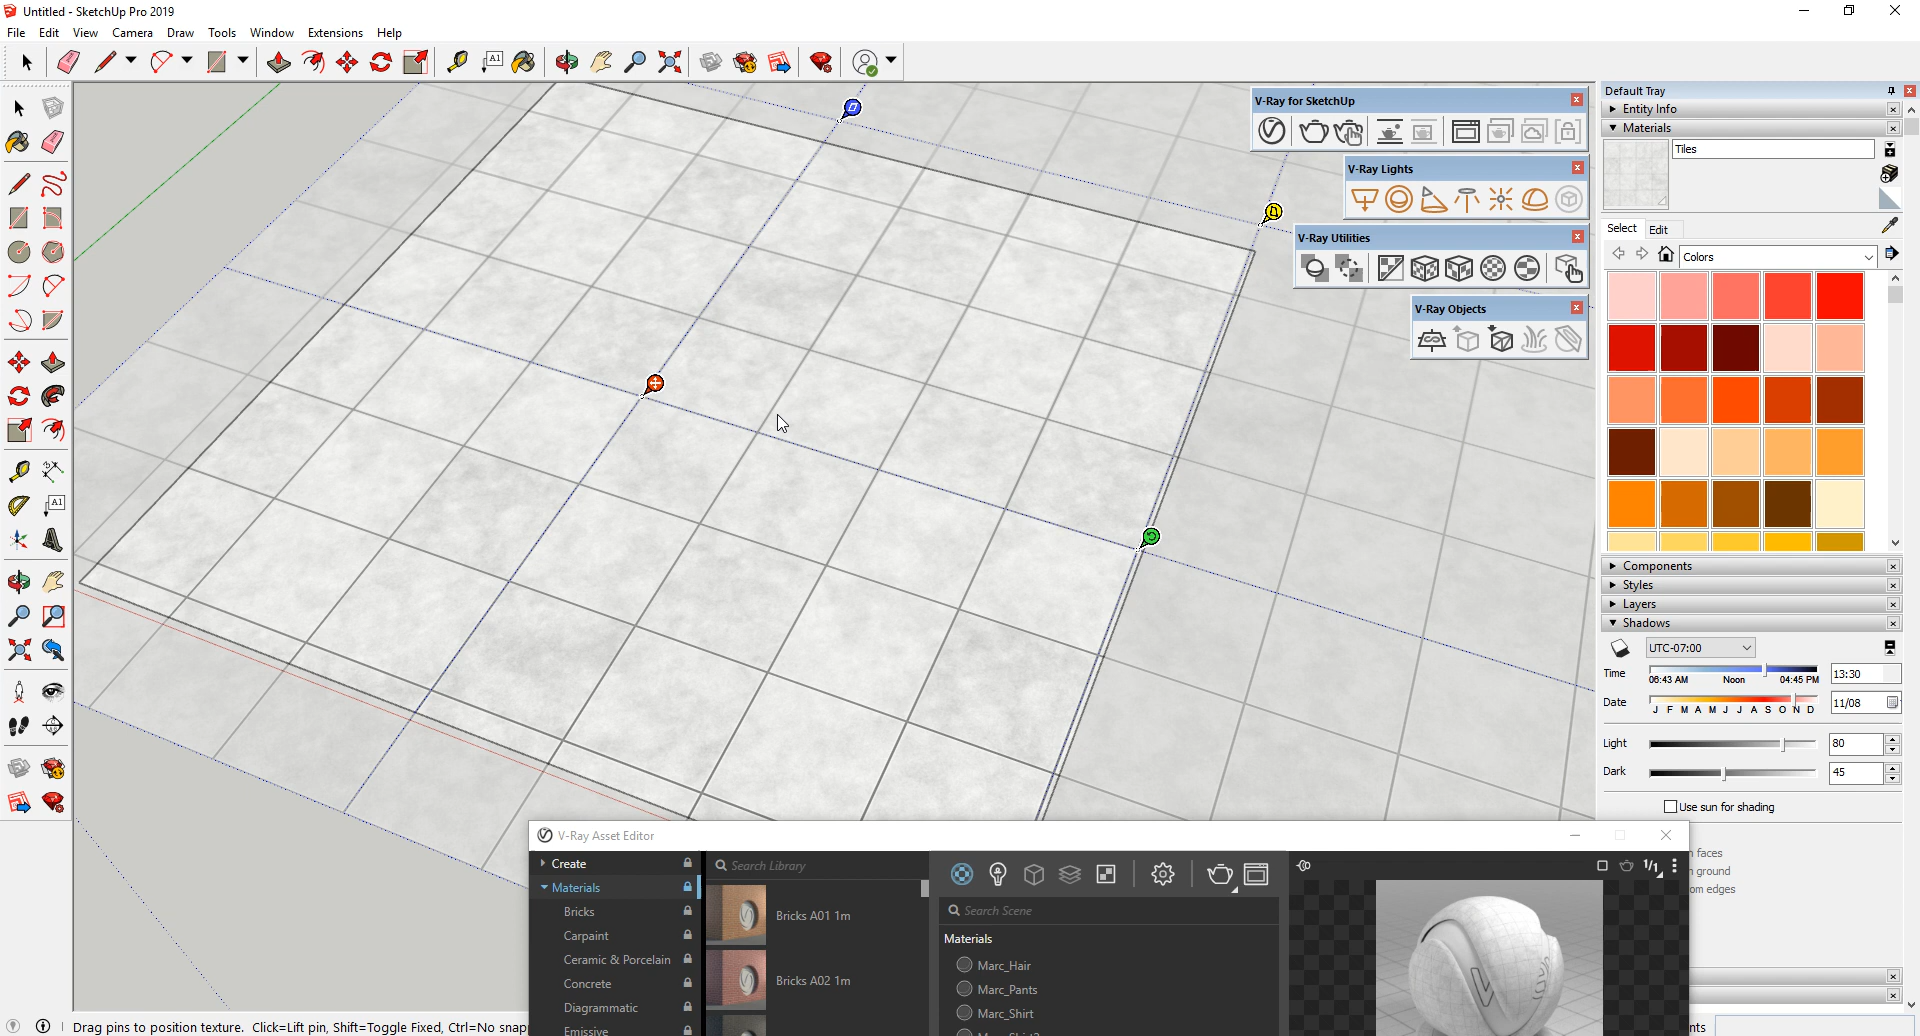 Untitled - SketchUp Pro 2019
File Edit View Camera Draw Tools Window Extensions Help
A1
Default Tray
Entity Info
Materials
Tiles
Select Edit
Colors
V-Ray for SketchUp
V-Ray Lights
V-Ray Utilities
V-Ray Objects
A1
Components
Styles
Layers
Shadows
UTC-07:00
Time
06:43 AM Noon 04:45 PM
13:30
Date
J F M A M J J A S O N D
11/08
Light
80
Dark
45
Use sun for shading
faces
ground
om edges
nts
V-Ray Asset Editor
Create
Materials
Bricks
Carpaint
Ceramic & Porcelain
Concrete
Diagrammatic
Emissive
Search Library
Bricks A01 1m
Bricks A02 1m
Search Scene
Materials
Marc_Hair
Marc_Pants
Marc_Shirt
1/1
Drag pins to position texture. Click=Lift pin, Shift=Toggle Fixed, Ctrl=No snap